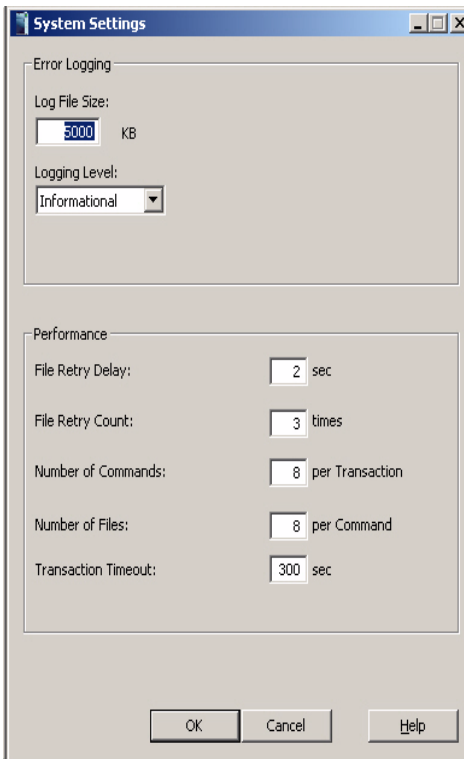 System Settings
Error Logging
Log File Size:
5000 KB
Logging Level:
Informational
Performance
File Retry Delay: 2 sec
File Retry Count: 3 times
Number of Commands: 8 per Transaction
Number of Files: 8 per Command
Transaction Timeout: 300 sec
OK Cancel Help